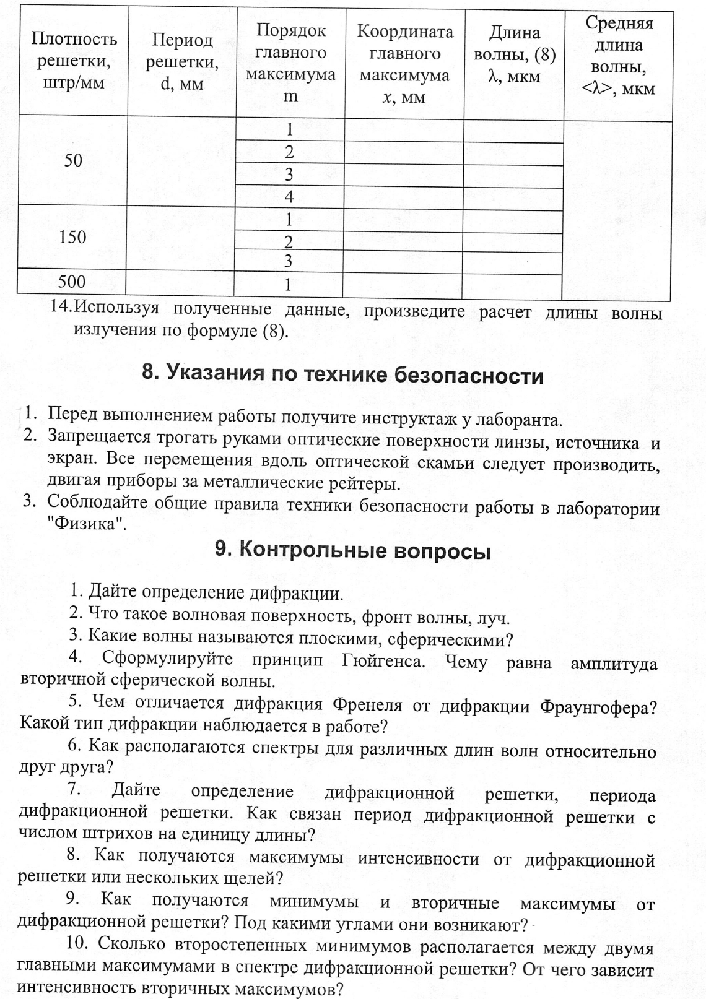 Плотность решетки, штр/мм | Период решетки, d, мм | Порядок главного максимума m | Координата главного максимума x, мм | Длина волны, (8) λ, мкм | Средняя длина волны, <λ>, мкм
50 | | 1 | | |
2
3
4
150 | | 1 | | |
2
3
500 | | 1 | | |
14.Используя полученные данные, произведите расчет длины волны
излучения по формуле (8).
8. Указания по технике безопасности
1. Перед выполнением работы получите инструктаж у лаборанта.
2. Запрещается трогать руками оптические поверхности линзы, источника и
экран. Все перемещения вдоль оптической скамьи следует производить,
двигая приборы за металлические рейтеры.
3. Соблюдайте общие правила техники безопасности работы в лаборатории
"Физика".
9. Контрольные вопросы
1. Дайте определение дифракции.
2. Что такое волновая поверхность, фронт волны, луч.
3. Какие волны называются плоскими, сферическими?
4. Сформулируйте принцип Гюйгенса. Чему равна амплитуда
вторичной сферической волны.
5. Чем отличается дифракция Френеля от дифракции Фраунгофера?
Какой тип дифракции наблюдается в работе?
6. Как располагаются спектры для различных длин волн относительно
друг друга?
7. Дайте определение дифракционной решетки, периода
дифракционной решетки. Как связан период дифракционной решетки с
числом штрихов на единицу длины?
8. Как получаются максимумы интенсивности от дифракционной
решетки или нескольких щелей?
9. Как получаются минимумы и вторичные максимумы от
дифракционной решетки? Под какими углами они возникают?
10. Сколько второстепенных минимумов располагается между двумя
главными максимумами в спектре дифракционной решетки? От чего зависит
интенсивность вторичных максимумов?